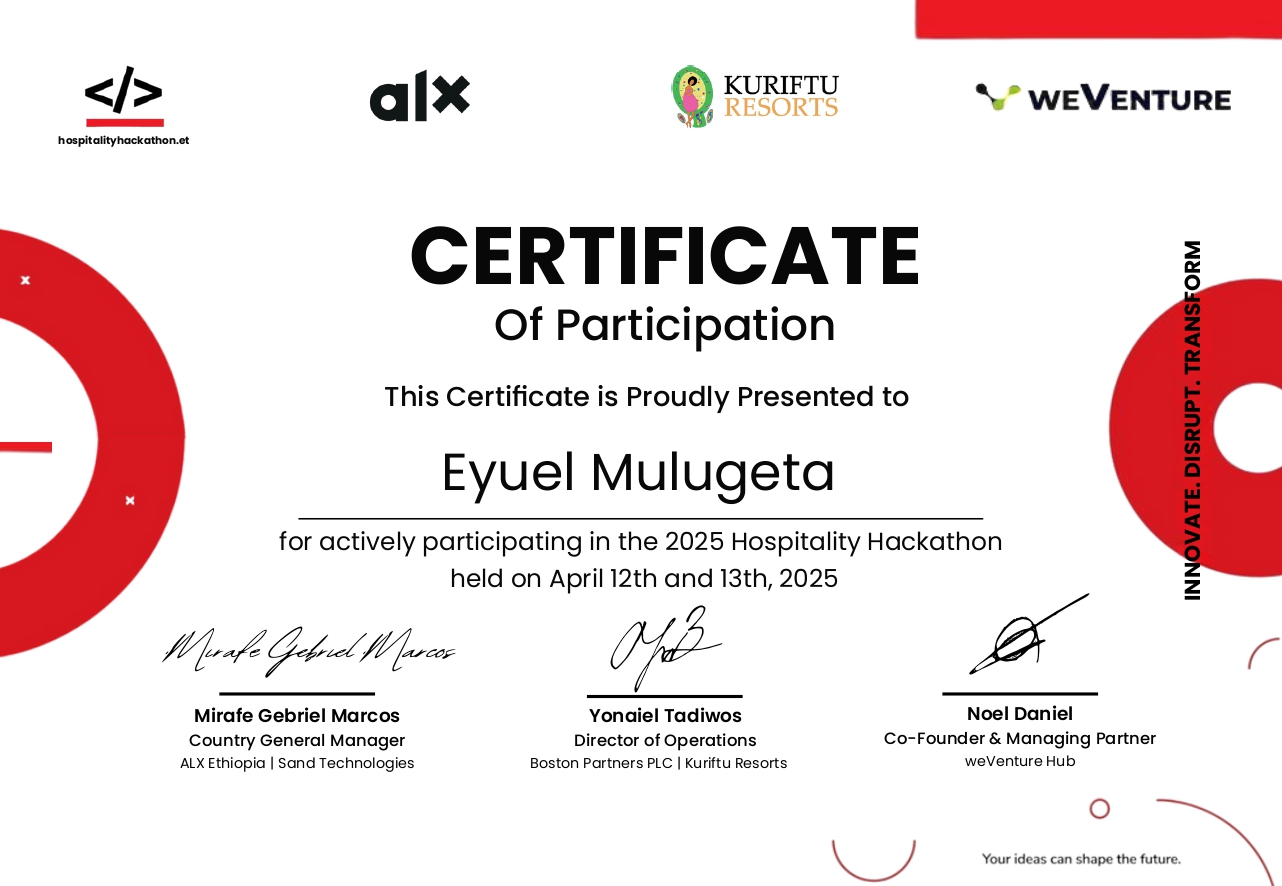 </>
hospitalityhackathon.et
alx
KURIFTU
RESORTS
WEVENTURE
CERTIFICATE
Of Participation
This Certificate is Proudly Presented to
Eyuel Mulugeta
for actively participating in the 2025 Hospitality Hackathon
held on April 12th and 13th, 2025
INNOVATE. DISRUPT. TRANSFORM
Mirafe Gebriel Marcos
Mirafe Gebriel Marcos
Country General Manager
ALX Ethiopia | Sand Technologies
Yonaiel Tadiwos
Director of Operations
Boston Partners PLC | Kuriftu Resorts
Noel Daniel
Co-Founder & Managing Partner
weVenture Hub
Your ideas can shape the future.